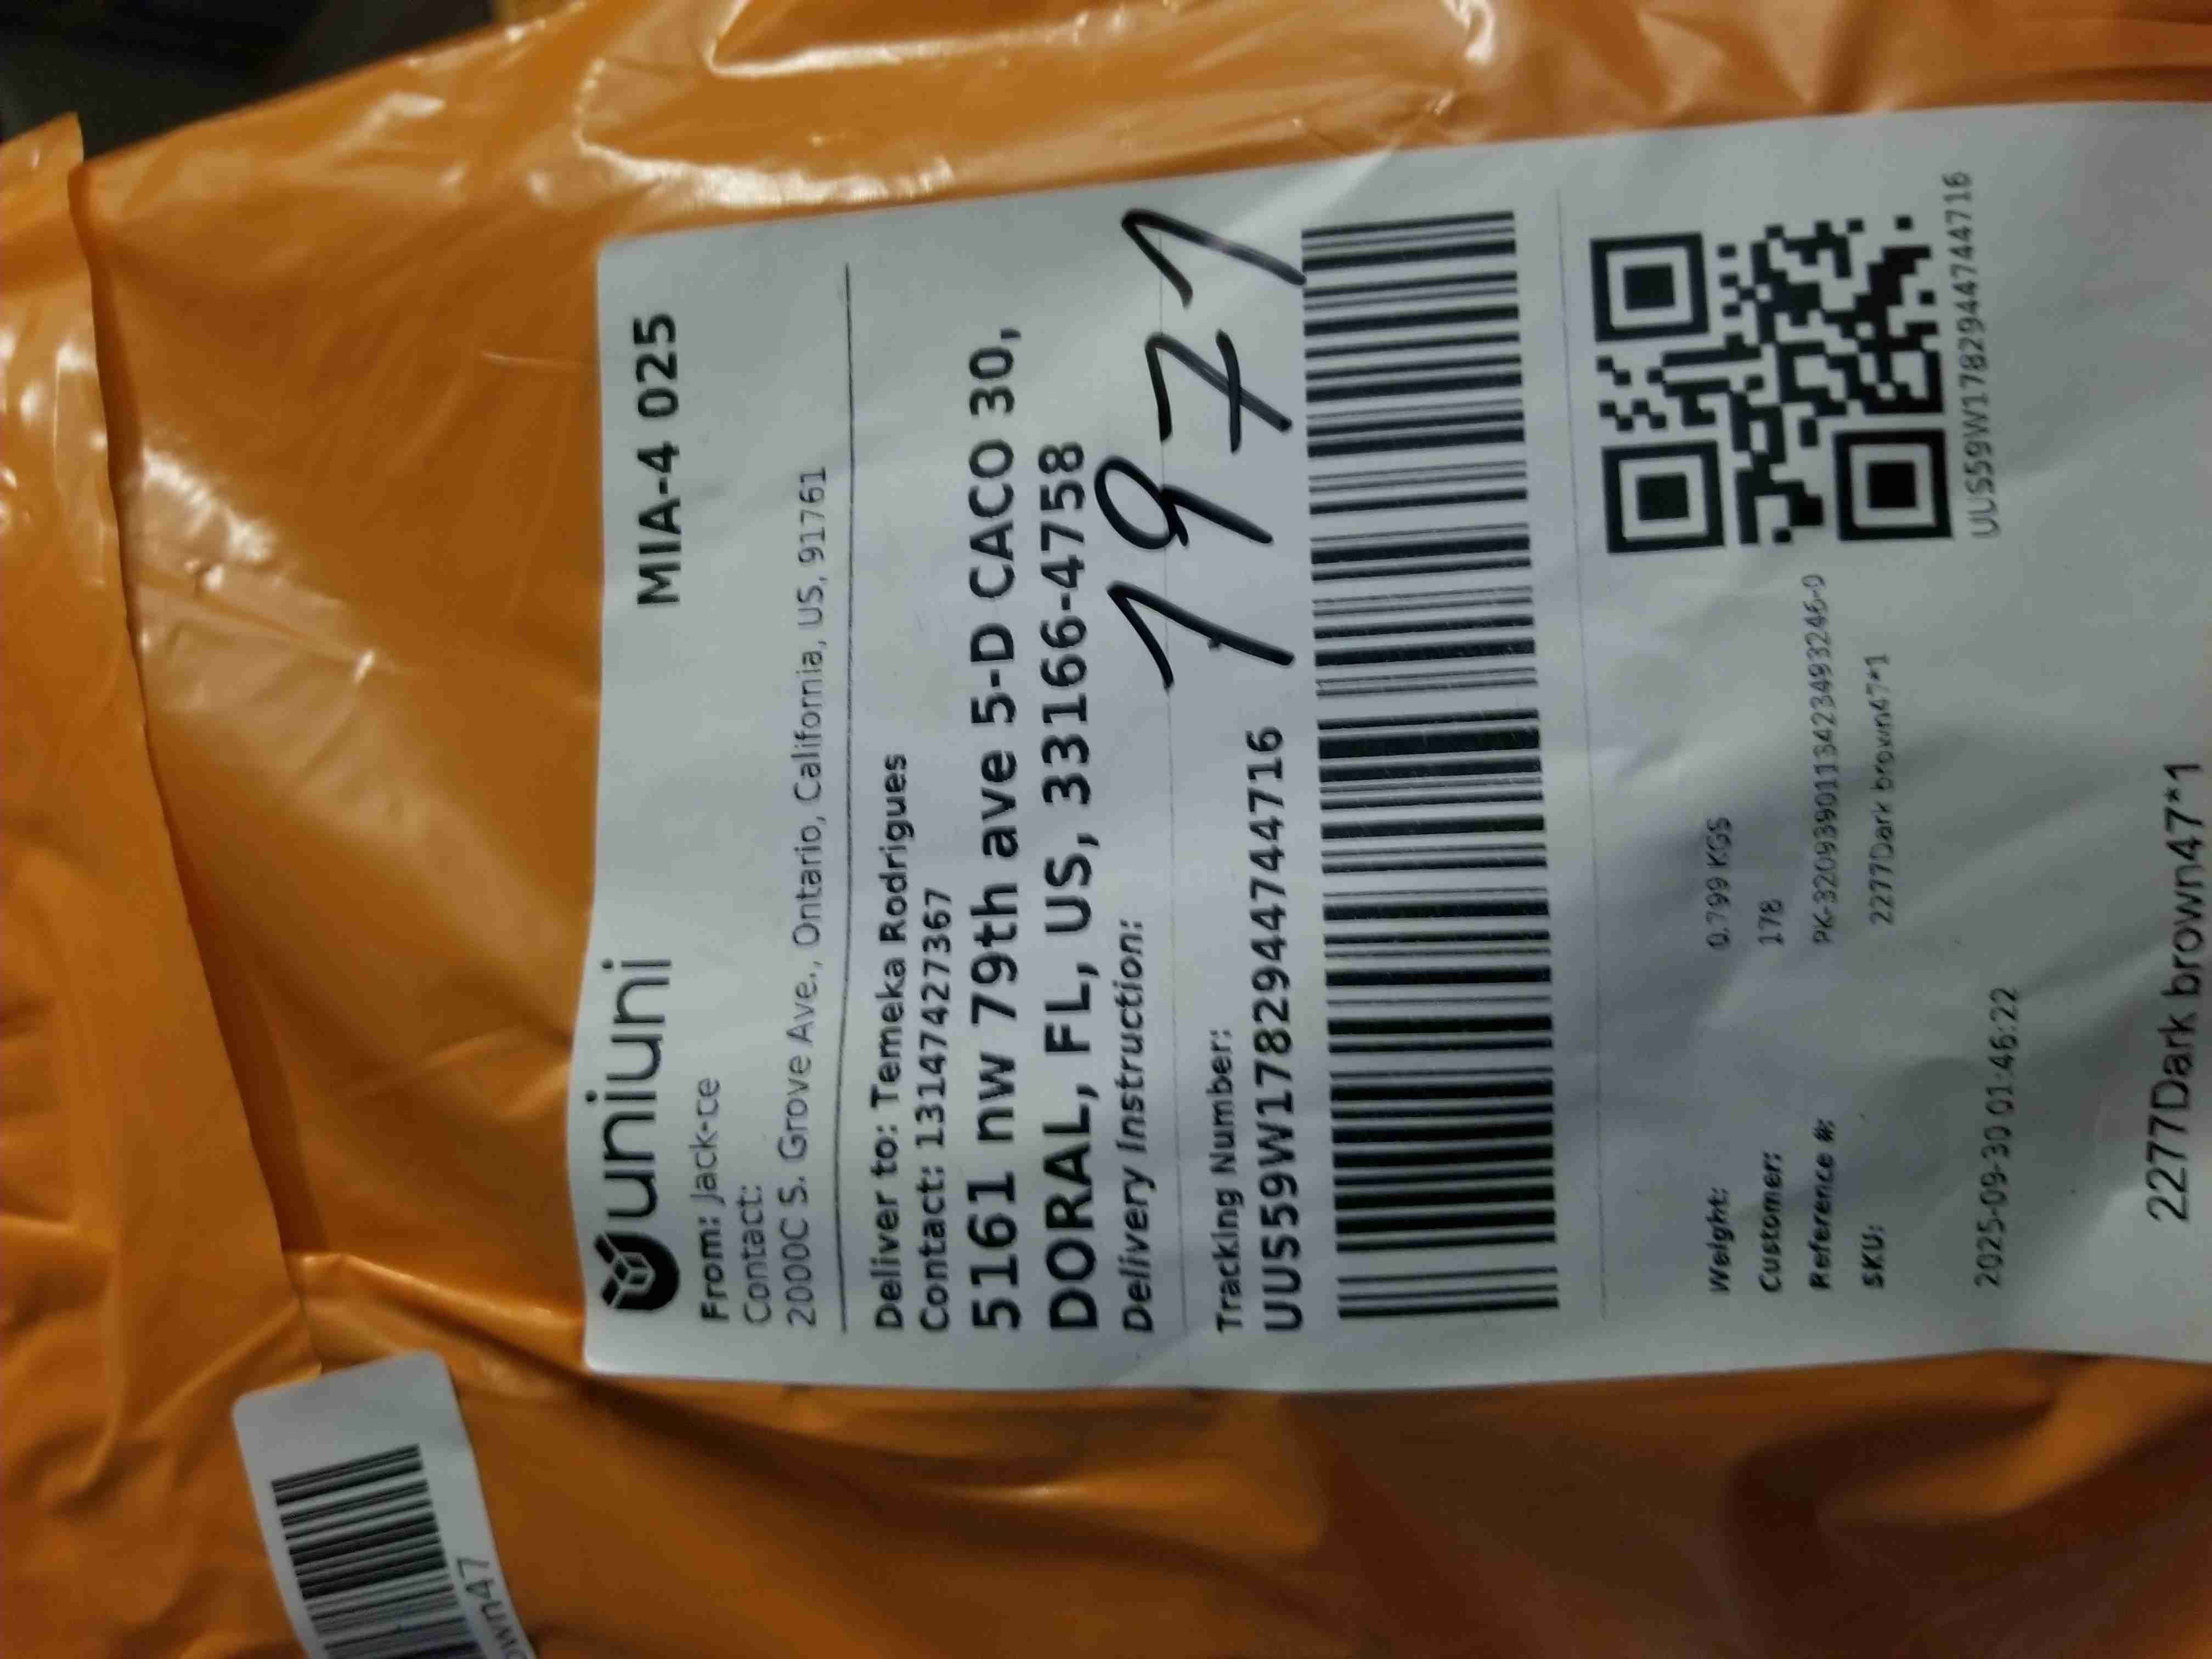 uniuni
MIA-4 025
From: Jack-ce
Contact:
2000C S. Grove Ave., Ontario, California, US, 91761
Deliver to: Temeka Rodrigues
Contact: 13147427367
5161 nw 79th ave 5-D CACO 30,
DORAL, FL, US, 33166-4758
Delivery Instruction:
1971
Tracking Number:
UUS59W1782944744716
Weight: 0.799 KGS
Customer: 178
Reference #: PK-3209390113423493246-0
SKU: 2277Dark brown47*1
UUS59W1782944744716
2025-09-30 01:46:22
2277Dark brown47*1
own47